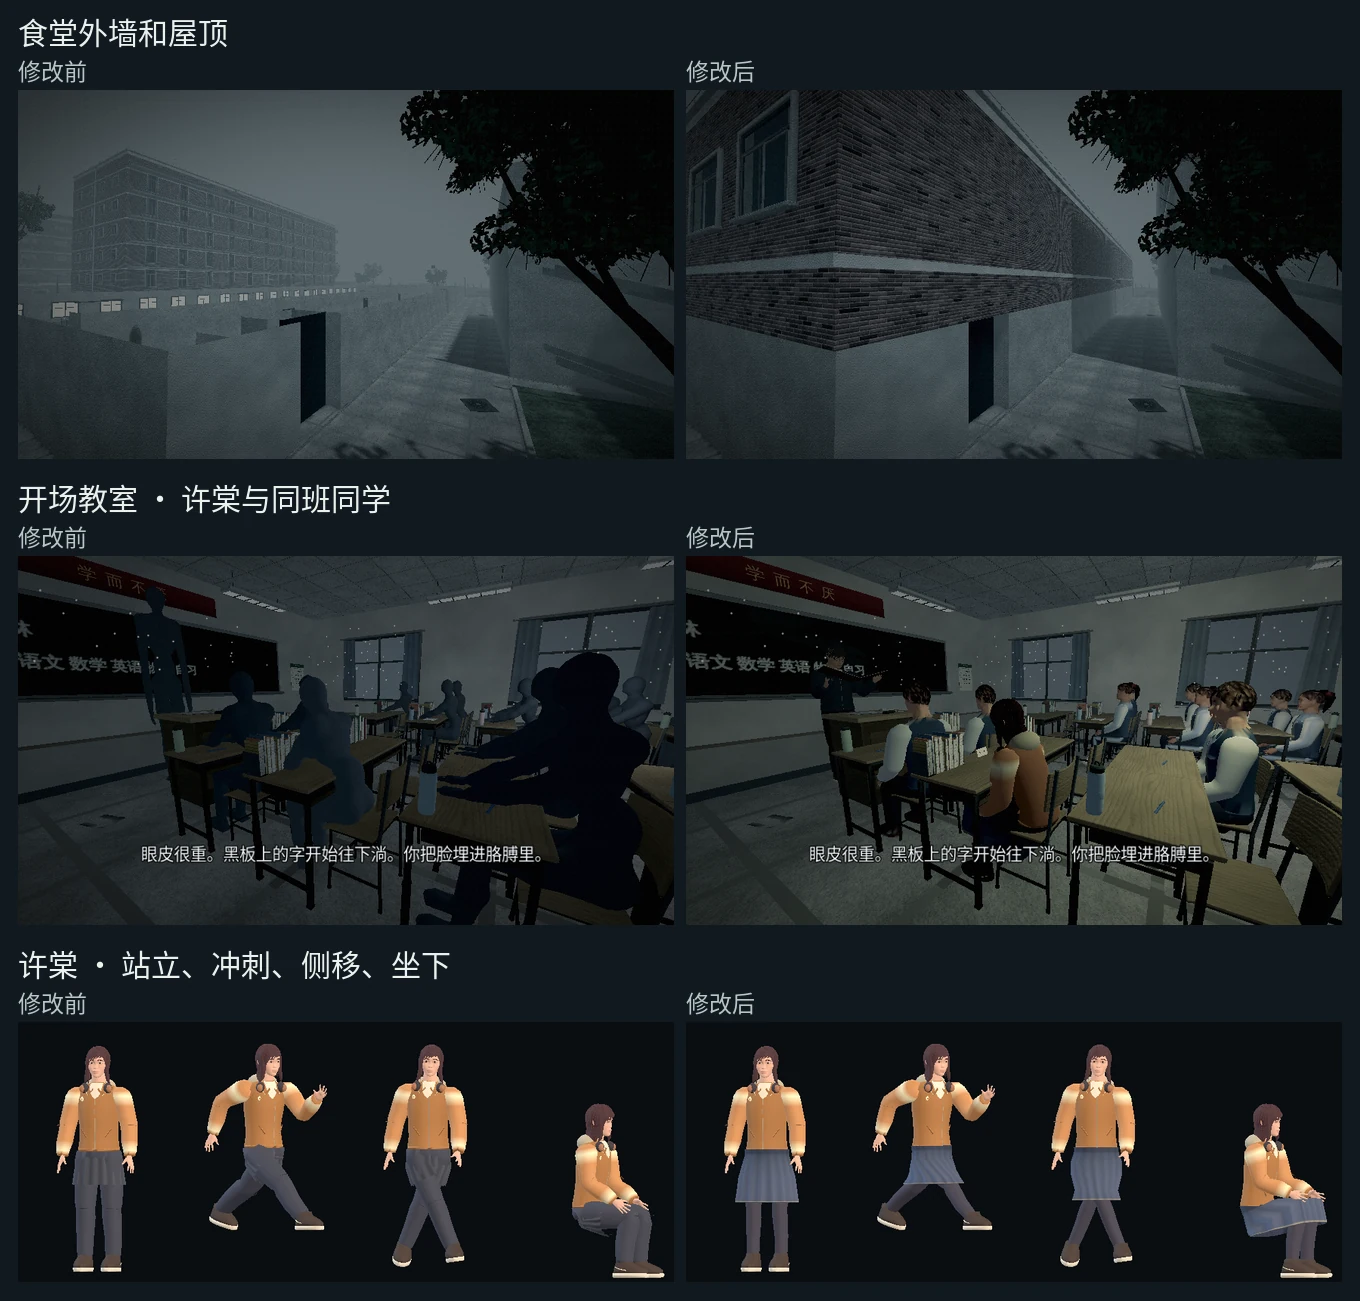 食堂外墙和屋顶
修改前
修改后
开场教室 · 许棠与同班同学
修改前
修改后
学而不厌
语文 数学 英语
自习
眼皮很重。黑板上的字开始往下淌。你把脸埋进胳膊里。
学而不厌
语文 数学 英语
自习
眼皮很重。黑板上的字开始往下淌。你把脸埋进胳膊里。
许棠 · 站立、冲刺、侧移、坐下
修改前
修改后